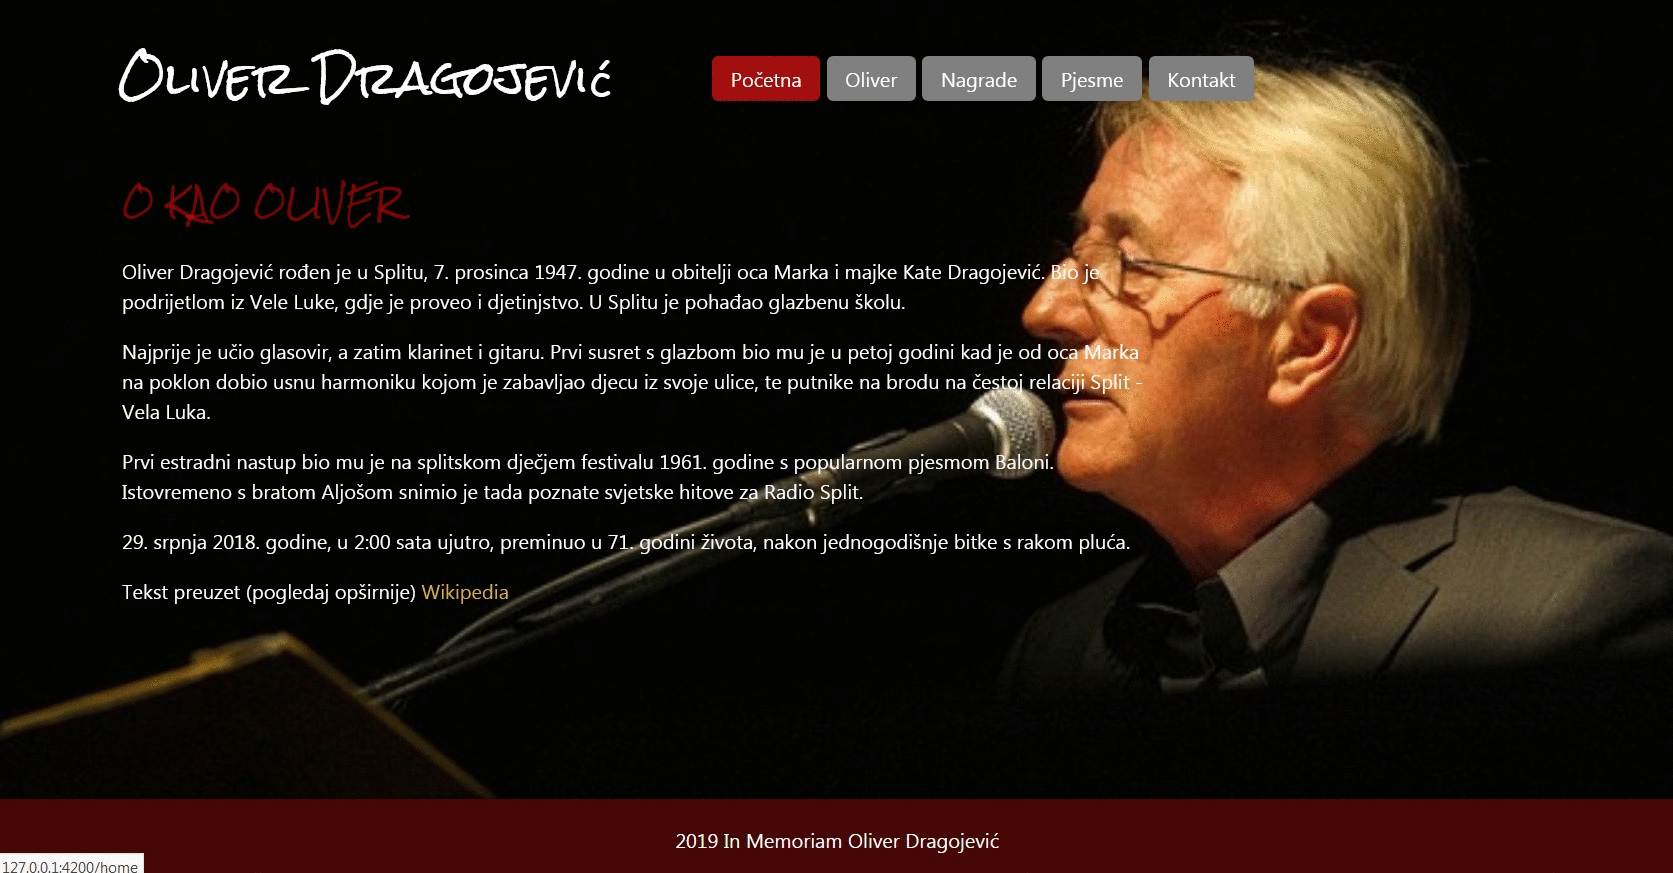 Oliver Dragojević
Početna
Oliver
Nagrade
Pjesme
Kontakt
O KAO OLIVER
Oliver Dragojević rođen je u Splitu, 7. prosinca 1947. godine u obitelji oca Marka i majke Kate Dragojević. Bio je
podrijetlom iz Vele Luke, gdje je proveo i djetinjstvo. U Splitu je pohađao glazbenu školu.
Najprije je učio glasovir, a zatim klarinet i gitaru. Prvi susret s glazbom bio mu je u petoj godini kad je od oca Marka
na poklon dobio usnu harmoniku kojom je zabavljao djecu iz svoje ulice, te putnike na brodu na čestoj relaciji Split -
Vela Luka.
Prvi estradni nastup bio mu je na splitskom dječjem festivalu 1961. godine s popularnom pjesmom Baloni.
Istovremeno s bratom Aljošom snimio je tada poznate svjetske hitove za Radio Split.
29. srpnja 2018. godine, u 2:00 sata ujutro, preminuo u 71. godini života, nakon jednogodišnje bitke s rakom pluća.
Tekst preuzet (pogledaj opširnije) Wikipedia
2019 In Memoriam Oliver Dragojević
127.0.0.1:4200/home